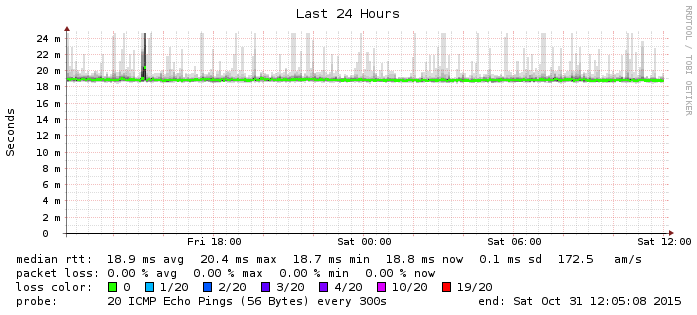 Last 24 Hours
RRDTOOL / TOBI OETIKER
Seconds
24 m
22 m
20 m
18 m
16 m
14 m
12 m
10 m
8 m
6 m
4 m
2 m
0
Fri 18:00 Sat 00:00 Sat 06:00 Sat 12:00
median rtt: 18.9 ms avg 20.4 ms max 18.7 ms min 18.8 ms now 0.1 ms sd 172.5 am/s
packet loss: 0.00 % avg 0.00 % max 0.00 % min 0.00 % now
loss color: 0 1/20 2/20 3/20 4/20 10/20 19/20
probe: 20 ICMP Echo Pings (56 Bytes) every 300s end: Sat Oct 31 12:05:08 2015